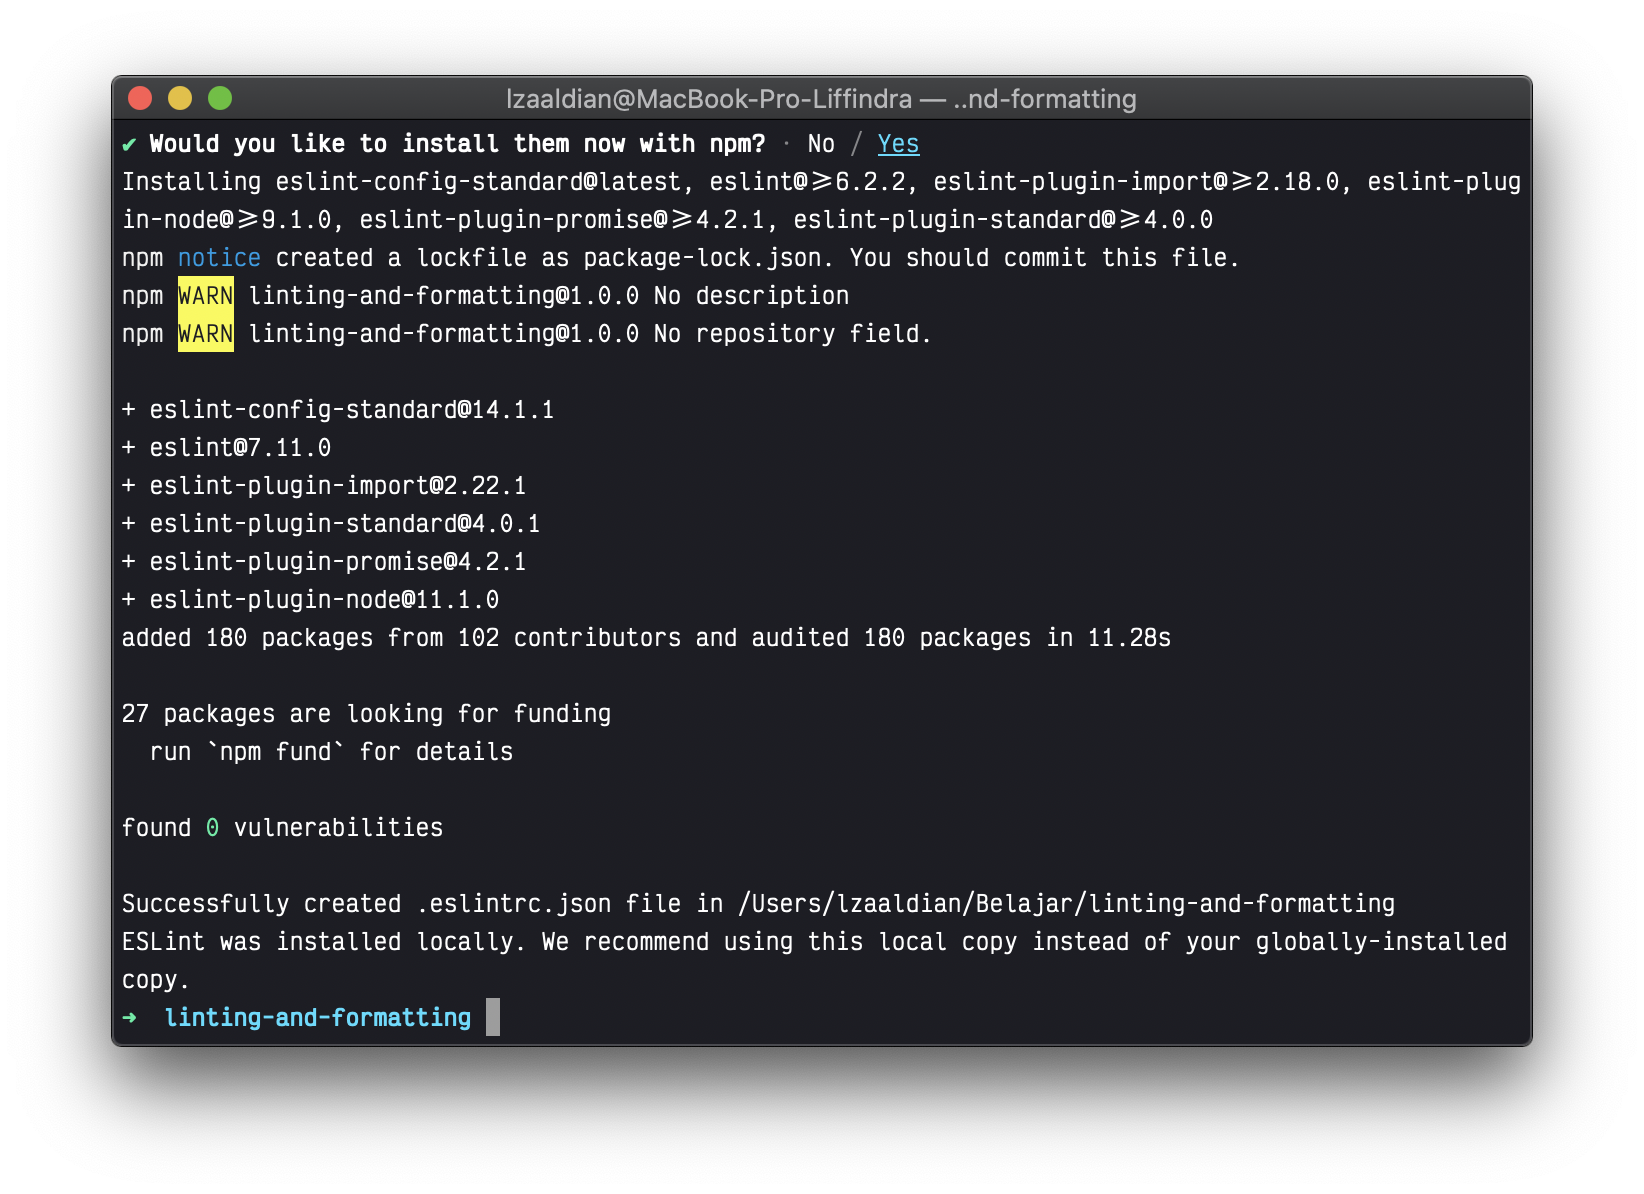 lzaaldian@MacBook-Pro-Liffindra — ..nd-formatting
✔ Would you like to install them now with npm? · No / Yes
Installing eslint-config-standard@latest, eslint@>=6.2.2, eslint-plugin-import@>=2.18.0, eslint-plug
in-node@>=9.1.0, eslint-plugin-promise@>=4.2.1, eslint-plugin-standard@>=4.0.0
npm notice created a lockfile as package-lock.json. You should commit this file.
npm WARN linting-and-formatting@1.0.0 No description
npm WARN linting-and-formatting@1.0.0 No repository field.
+ eslint-config-standard@14.1.1
+ eslint@7.11.0
+ eslint-plugin-import@2.22.1
+ eslint-plugin-standard@4.0.1
+ eslint-plugin-promise@4.2.1
+ eslint-plugin-node@11.1.0
added 180 packages from 102 contributors and audited 180 packages in 11.28s
27 packages are looking for funding
  run `npm fund` for details
found 0 vulnerabilities
Successfully created .eslintrc.json file in /Users/lzaaldian/Belajar/linting-and-formatting
ESLint was installed locally. We recommend using this local copy instead of your globally-installed
copy.
➜ linting-and-formatting